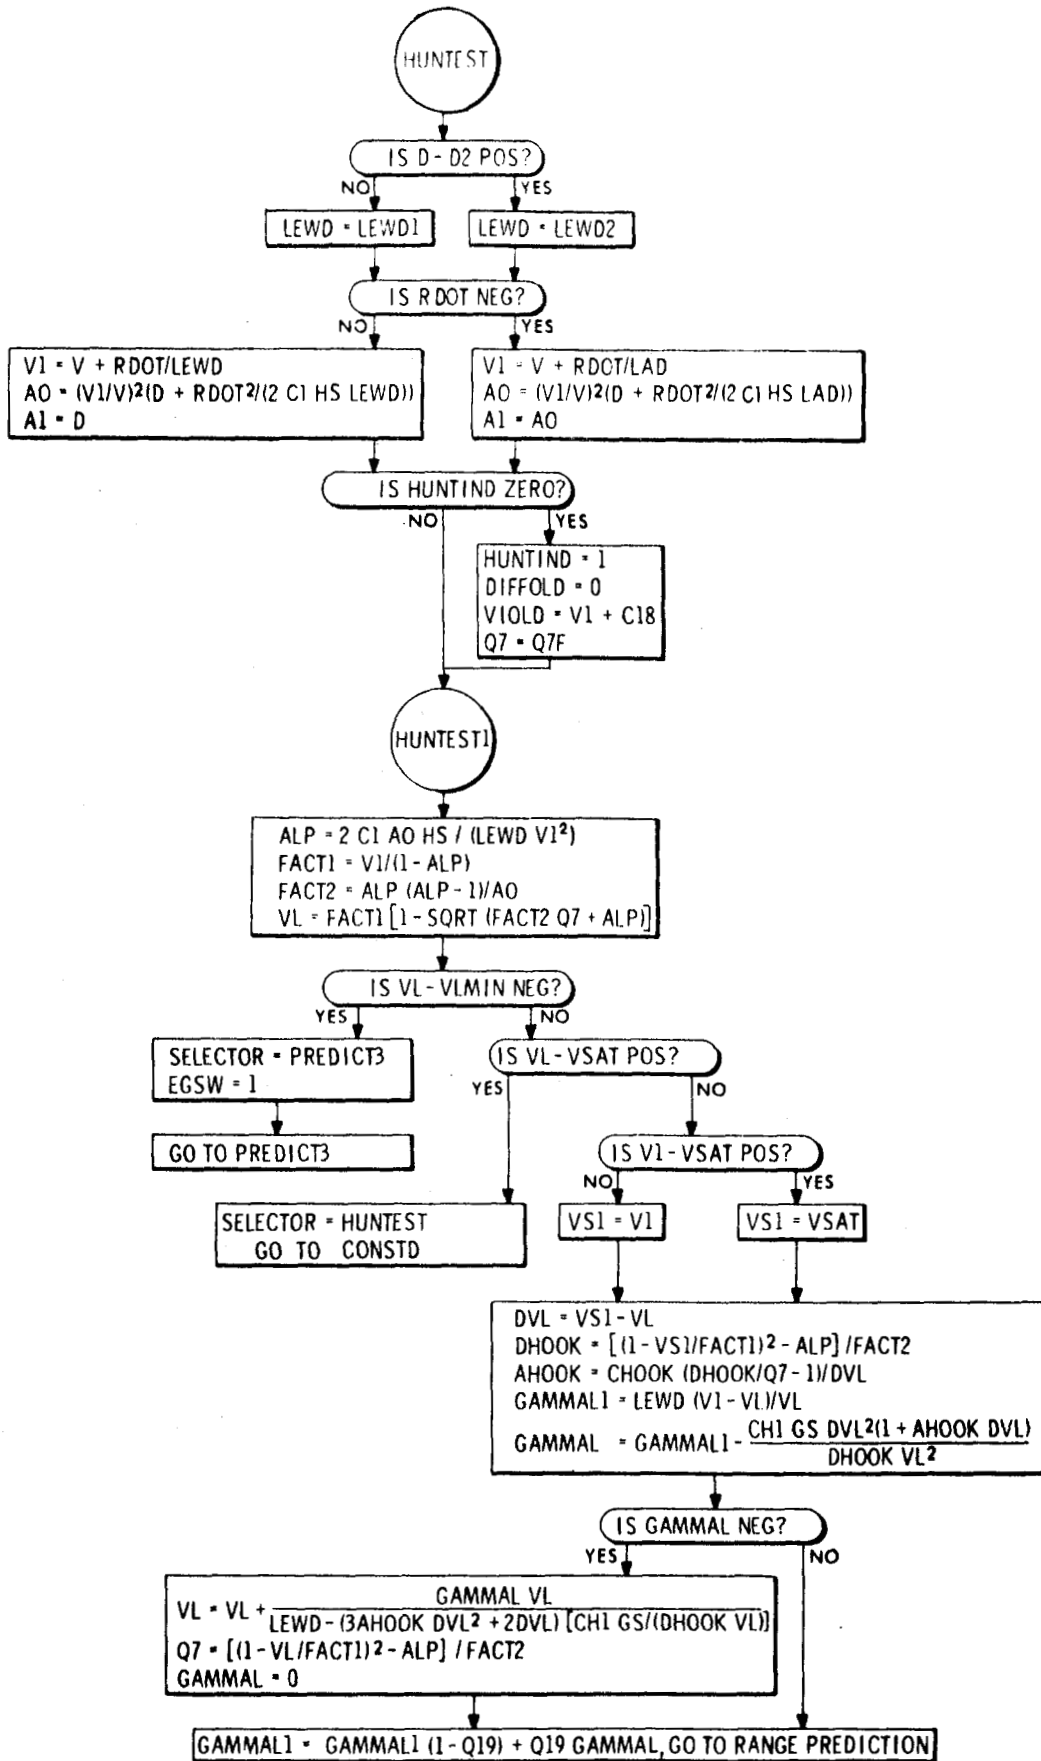 HUNTEST
IS D - D2 POS?
NO
YES
LEWD = LEWD1
LEWD = LEWD2
IS RDOT NEG?
NO
YES
V1 = V + RDOT/LEWD
A0 = (V1/V)²(D + RDOT²/(2 C1 HS LEWD))
A1 = D
V1 = V + RDOT/LAD
A0 = (V1/V)²(D + RDOT²/(2 C1 HS LAD))
A1 = A0
IS HUNTIND ZERO?
NO
YES
HUNTIND = 1
DIFFOLD = 0
V1OLD = V1 + C18
Q7 = Q7F
HUNTEST1
ALP = 2 C1 A0 HS / (LEWD V1²)
FACT1 = V1/(1 - ALP)
FACT2 = ALP (ALP - 1)/A0
VL = FACT1 [1 - SQRT (FACT2 Q7 + ALP)]
IS VL - VLMIN NEG?
YES
NO
SELECTOR = PREDICT3
EGSW = 1
IS VL - VSAT POS?
YES
NO
GO TO PREDICT3
IS V1 - VSAT POS?
NO
YES
SELECTOR = HUNTEST
GO TO CONSTD
VS1 = V1
VS1 = VSAT
DVL = VS1 - VL
DHOOK = [(1 - VS1/FACT1)² - ALP] / FACT2
AHOOK = CHOOK (DHOOK/Q7 - 1)/DVL
GAMMAL1 = LEWD (V1 - VL)/VL
GAMMAL = GAMMAL1 - CH1 GS DVL²(1 + AHOOK DVL)
DHOOK VL²
IS GAMMAL NEG?
YES
NO
VL = VL + GAMMAL VL
LEWD - (3AHOOK DVL² + 2DVL) [CH1 GS/(DHOOK VL)]
Q7 = [(1 - VL/FACT1)² - ALP] / FACT2
GAMMAL = 0
GAMMAL1 = GAMMAL1 (1 - Q19) + Q19 GAMMAL, GO TO RANGE PREDICTION